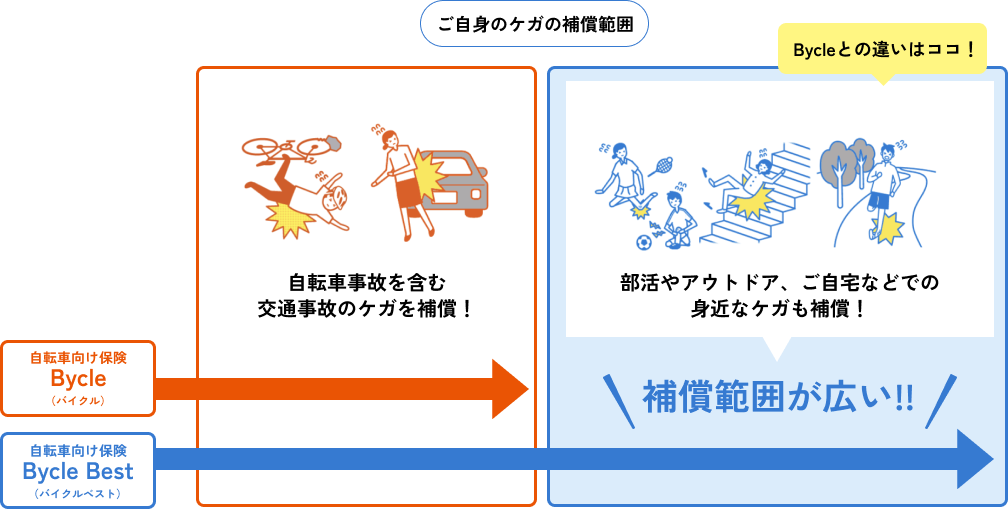 ご自身のケガの補償範囲
Bycleとの違いはココ！
自転車事故を含む
交通事故のケガを補償！
部活やアウトドア、ご自宅などでの
身近なケガも補償！
自転車向け保険
Bycle
（バイクル）
補償範囲が広い!!
自転車向け保険
Bycle Best
（バイクルベスト）